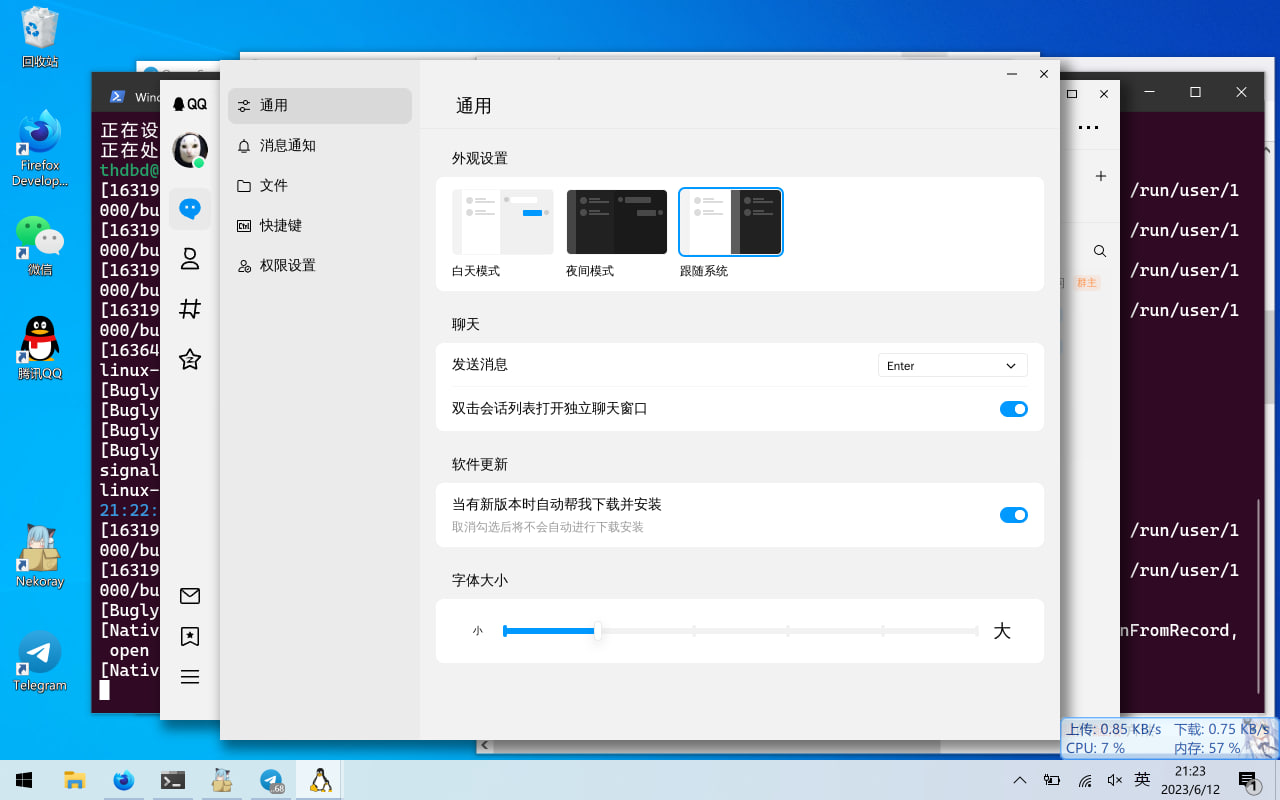 回收站
Firefox
Develop...
微信
腾讯QQ
Nekoray
Telegram
QQ
通用
消息通知
文件
快捷键
权限设置
通用
外观设置
白天模式
夜间模式
跟随系统
聊天
发送消息
Enter
双击会话列表打开独立聊天窗口
软件更新
当有新版本时自动帮我下载并安装
取消勾选后将不会自动进行下载安装
字体大小
小
大
群主
Wind
正在设
正在处
thdbd@
[16319
/run/user/1
000/bu
[16319
/run/user/1
000/bu
[16319
/run/user/1
000/bu
[16319
/run/user/1
000/bu
[16364
linux-
[Bugly
[Bugly
[Bugly
[Bugly
signal
linux-
21:22:
[16319
/run/user/1
000/bu
[16319
/run/user/1
000/bu
[Bugly
[Nativ
nFromRecord,
open
[Nativ
上传: 0.85 KB/s
下载: 0.75 KB/s
CPU: 7 %
内存: 57 %
.68
英
21:23
2023/6/12
1